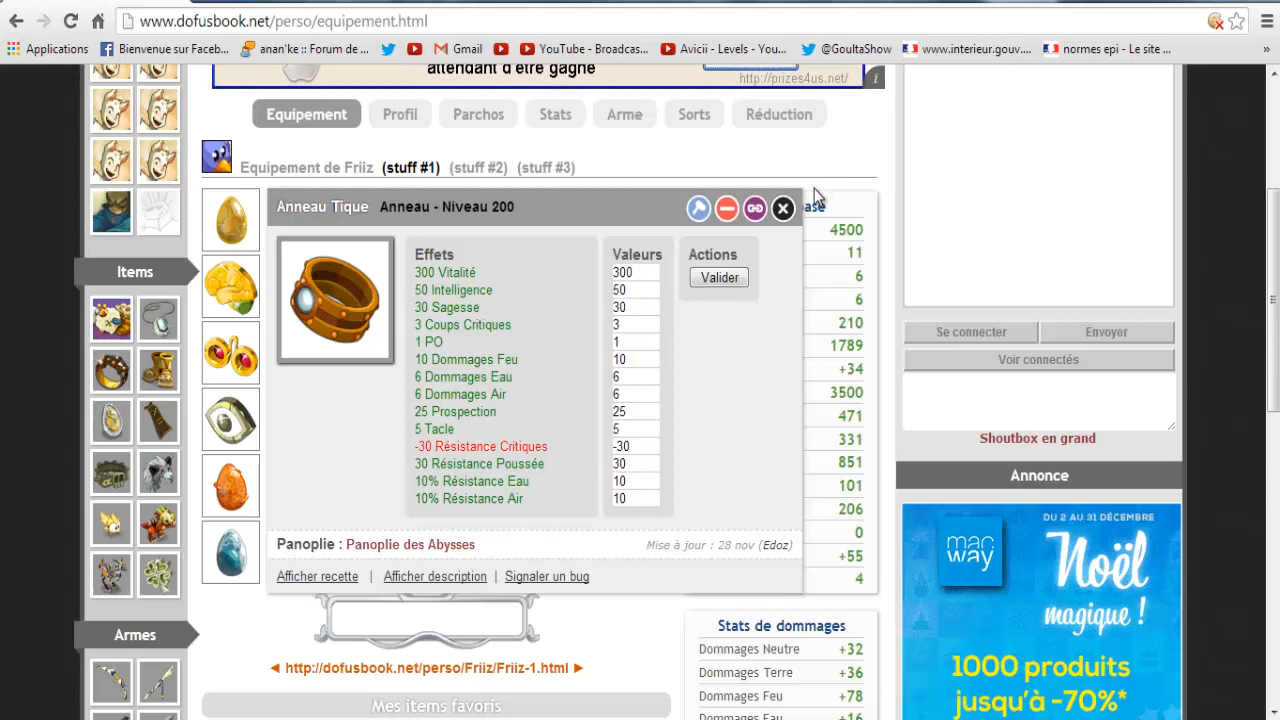 www.dofusbook.net/perso/equipement.html
Applications Bienvenue sur Faceb... anan'ke :: Forum de ... Gmail YouTube - Broadcas... Avicii - Levels - You... @GoultaShow www.interieur.gouv.... normes epi - Le site ... »
attendant d'être gagné
http://prizes4us.net/ i
Equipement Profil Parchos Stats Arme Sorts Réduction
Equipement de Friiz (stuff #1) (stuff #2) (stuff #3)
Anneau Tique Anneau - Niveau 200
base
Effets Valeurs Actions
300 Vitalité 300 Valider
50 Intelligence 50
30 Sagesse 30
3 Coups Critiques 3
1 PO 1
10 Dommages Feu 10
6 Dommages Eau 6
6 Dommages Air 6
25 Prospection 25
5 Tacle 5
-30 Résistance Critiques -30
30 Résistance Poussée 30
10% Résistance Eau 10
10% Résistance Air 10
Panoplie : Panoplie des Abysses Mise à jour : 28 nov (Edoz)
Afficher recette | Afficher description | Signaler un bug
4500
11
6
6
210
1789
+34
3500
471
331
851
101
206
0
+55
4
Items
Armes
◄ http://dofusbook.net/perso/Friiz/Friiz-1.html ►
Mes items favoris
Stats de dommages
Dommages Neutre +32
Dommages Terre +36
Dommages Feu +78
Dommages Eau +16
Se connecter Envoyer
Voir connectés
Shoutbox en grand
Annonce
DU 2 AU 31 DÉCEMBRE
mac
way
Noël
magique !
1000 produits
jusqu'à -70%*